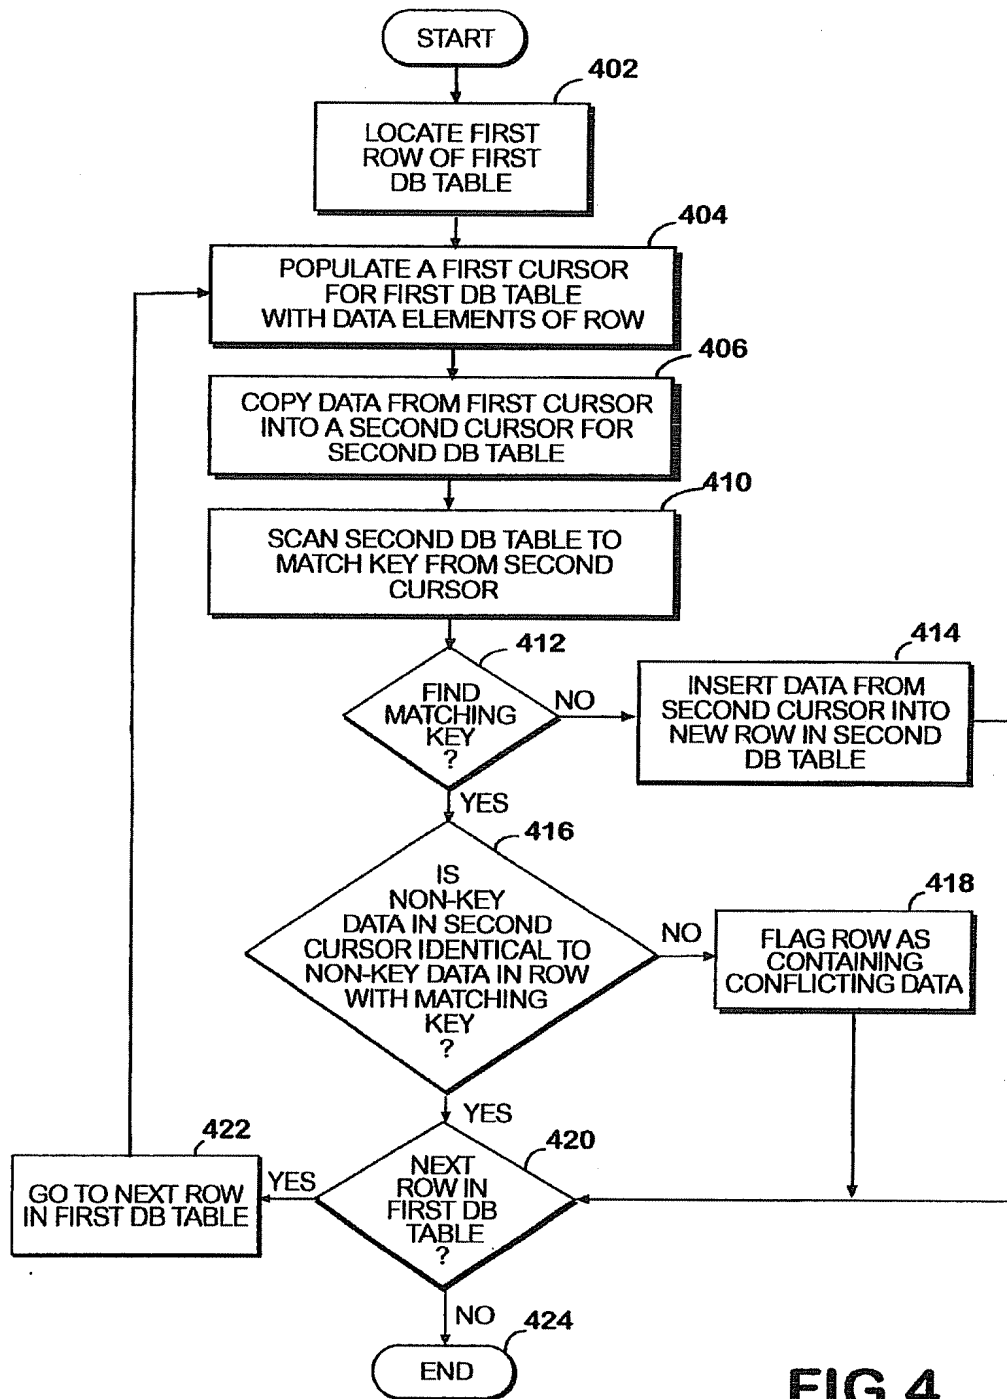 START
402
LOCATE FIRST
ROW OF FIRST
DB TABLE
404
POPULATE A FIRST CURSOR
FOR FIRST DB TABLE
WITH DATA ELEMENTS OF ROW
406
COPY DATA FROM FIRST CURSOR
INTO A SECOND CURSOR FOR
SECOND DB TABLE
410
SCAN SECOND DB TABLE TO
MATCH KEY FROM SECOND
CURSOR
412
FIND
MATCHING
KEY
?
NO
414
INSERT DATA FROM
SECOND CURSOR INTO
NEW ROW IN SECOND
DB TABLE
YES
416
IS
NON-KEY
DATA IN SECOND
CURSOR IDENTICAL TO
NON-KEY DATA IN ROW
WITH MATCHING
KEY
?
NO
418
FLAG ROW AS
CONTAINING
CONFLICTING DATA
YES
420
NEXT
ROW IN
FIRST DB
TABLE
?
YES
422
GO TO NEXT ROW
IN FIRST DB TABLE
NO
424
END
FIG 4